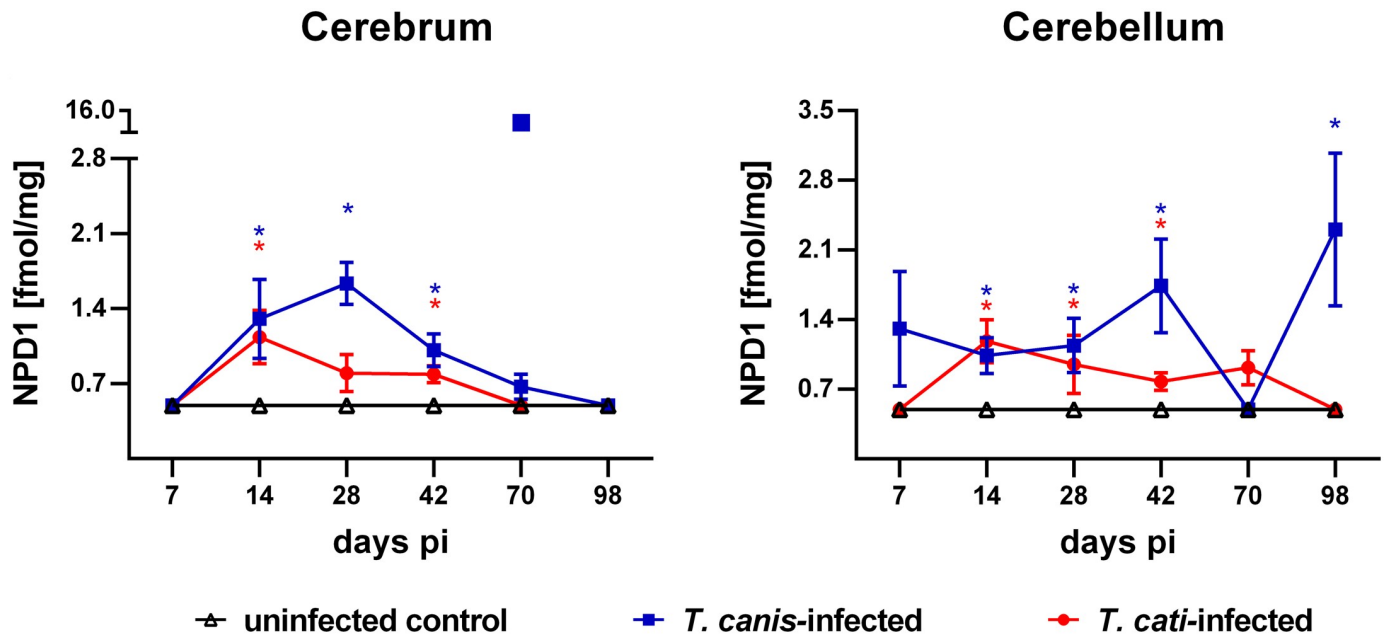 Cerebrum
Cerebellum
NPD1 [fmol/mg]
16.0
2.8
2.1
1.4
0.7
*
*
*
*
*
7 14 28 42 70 98
days pi
NPD1 [fmol/mg]
3.5
2.8
2.1
1.4
0.7
*
*
*
*
*
*
*
7 14 28 42 70 98
days pi
uninfected control
T. canis-infected
T. cati-infected